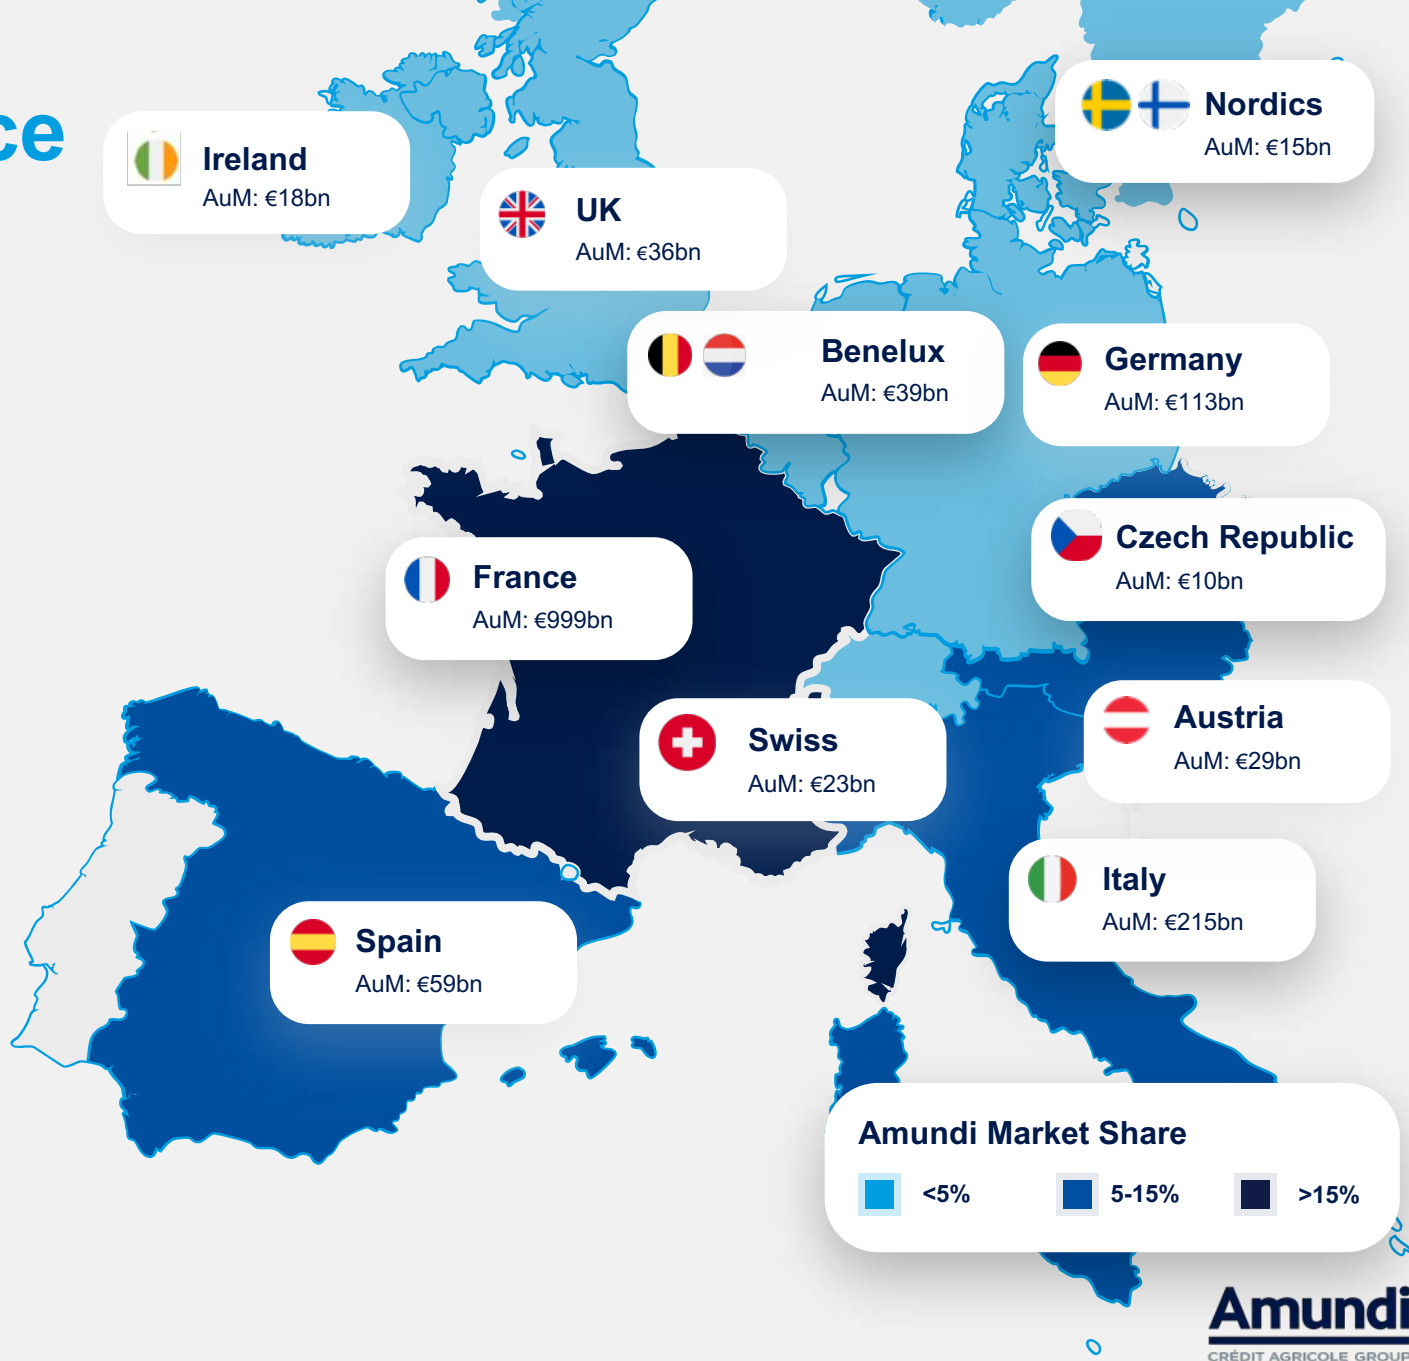 ce
Ireland
AuM: €18bn
UK
AuM: €36bn
Nordics
AuM: €15bn
Benelux
AuM: €39bn
Germany
AuM: €113bn
Czech Republic
AuM: €10bn
France
AuM: €999bn
Swiss
AuM: €23bn
Austria
AuM: €29bn
Italy
AuM: €215bn
Spain
AuM: €59bn
Amundi Market Share
<5%
5-15%
>15%
Amundi
CRÉDIT AGRICOLE GROUP